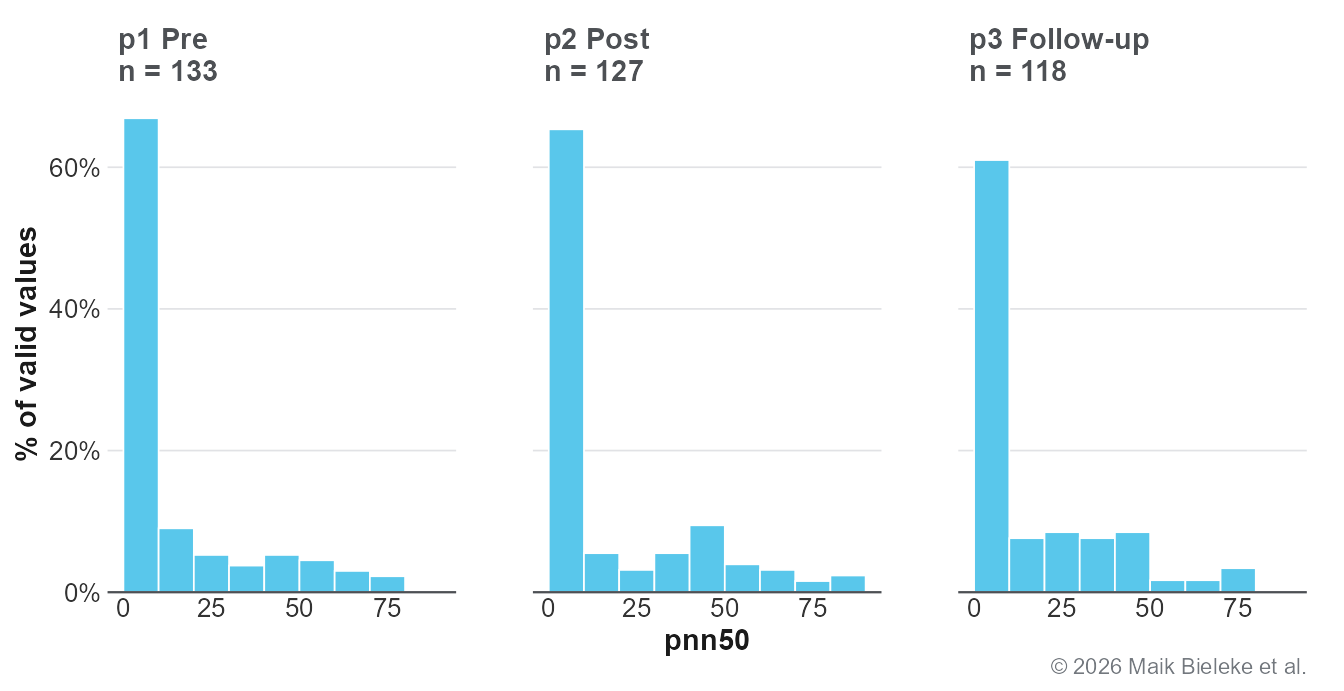 p1 Pre
n = 133
p2 Post
n = 127
p3 Follow-up
n = 118
% of valid values
60%
40%
20%
0%
0 25 50 75
0 25 50 75
0 25 50 75
pnn50
© 2026 Maik Bieleke et al.